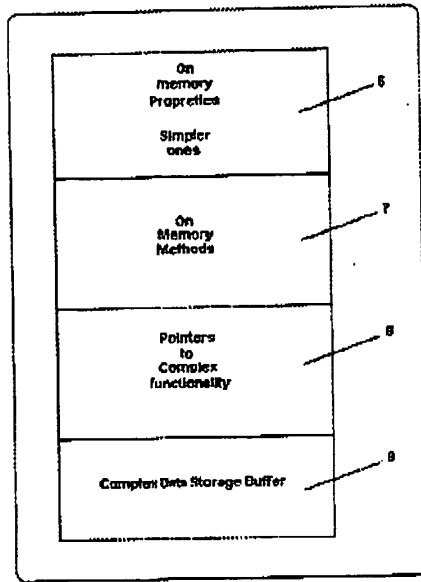 On
memory
Propreties
Simpler
ones
6
On
Memory
Methods
7
Pointers
to
Complex
functionality
8
Complex Data Storage Buffer
9